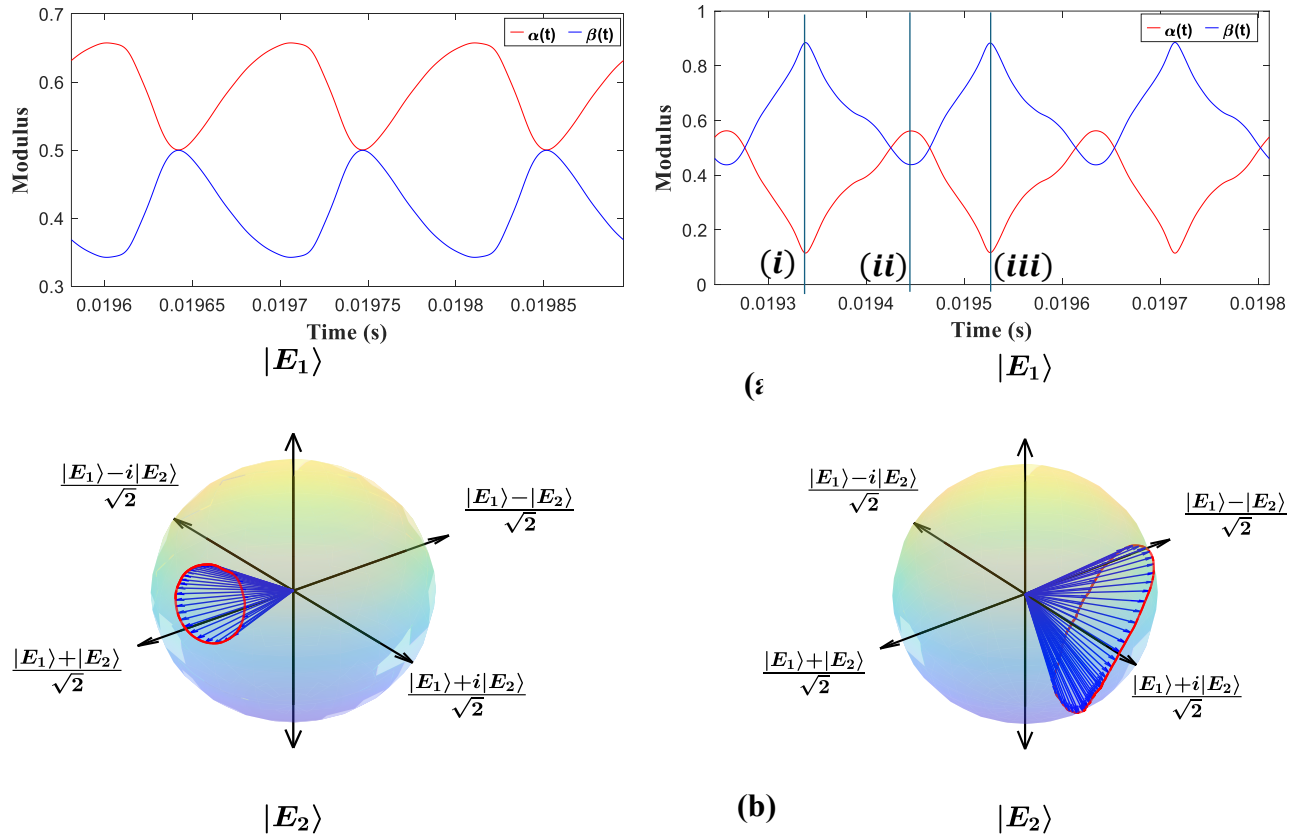 0.7
0.6
0.5
0.4
0.3
Modulus
α(t) β(t)
0.0196 0.01965 0.0197 0.01975 0.0198 0.01985
Time (s)
|E₁⟩
1
0.8
0.6
0.4
0.2
0
Modulus
α(t) β(t)
(i) (ii) (iii)
0.0193 0.0194 0.0195 0.0196 0.0197 0.0198
Time (s)
|E₁⟩
(a
|E₁⟩−i|E₂⟩
√2
|E₁⟩−|E₂⟩
√2
|E₁⟩+|E₂⟩
√2
|E₁⟩+i|E₂⟩
√2
|E₂⟩
|E₁⟩−i|E₂⟩
√2
|E₁⟩−|E₂⟩
√2
|E₁⟩+|E₂⟩
√2
|E₁⟩+i|E₂⟩
√2
(b)
|E₂⟩